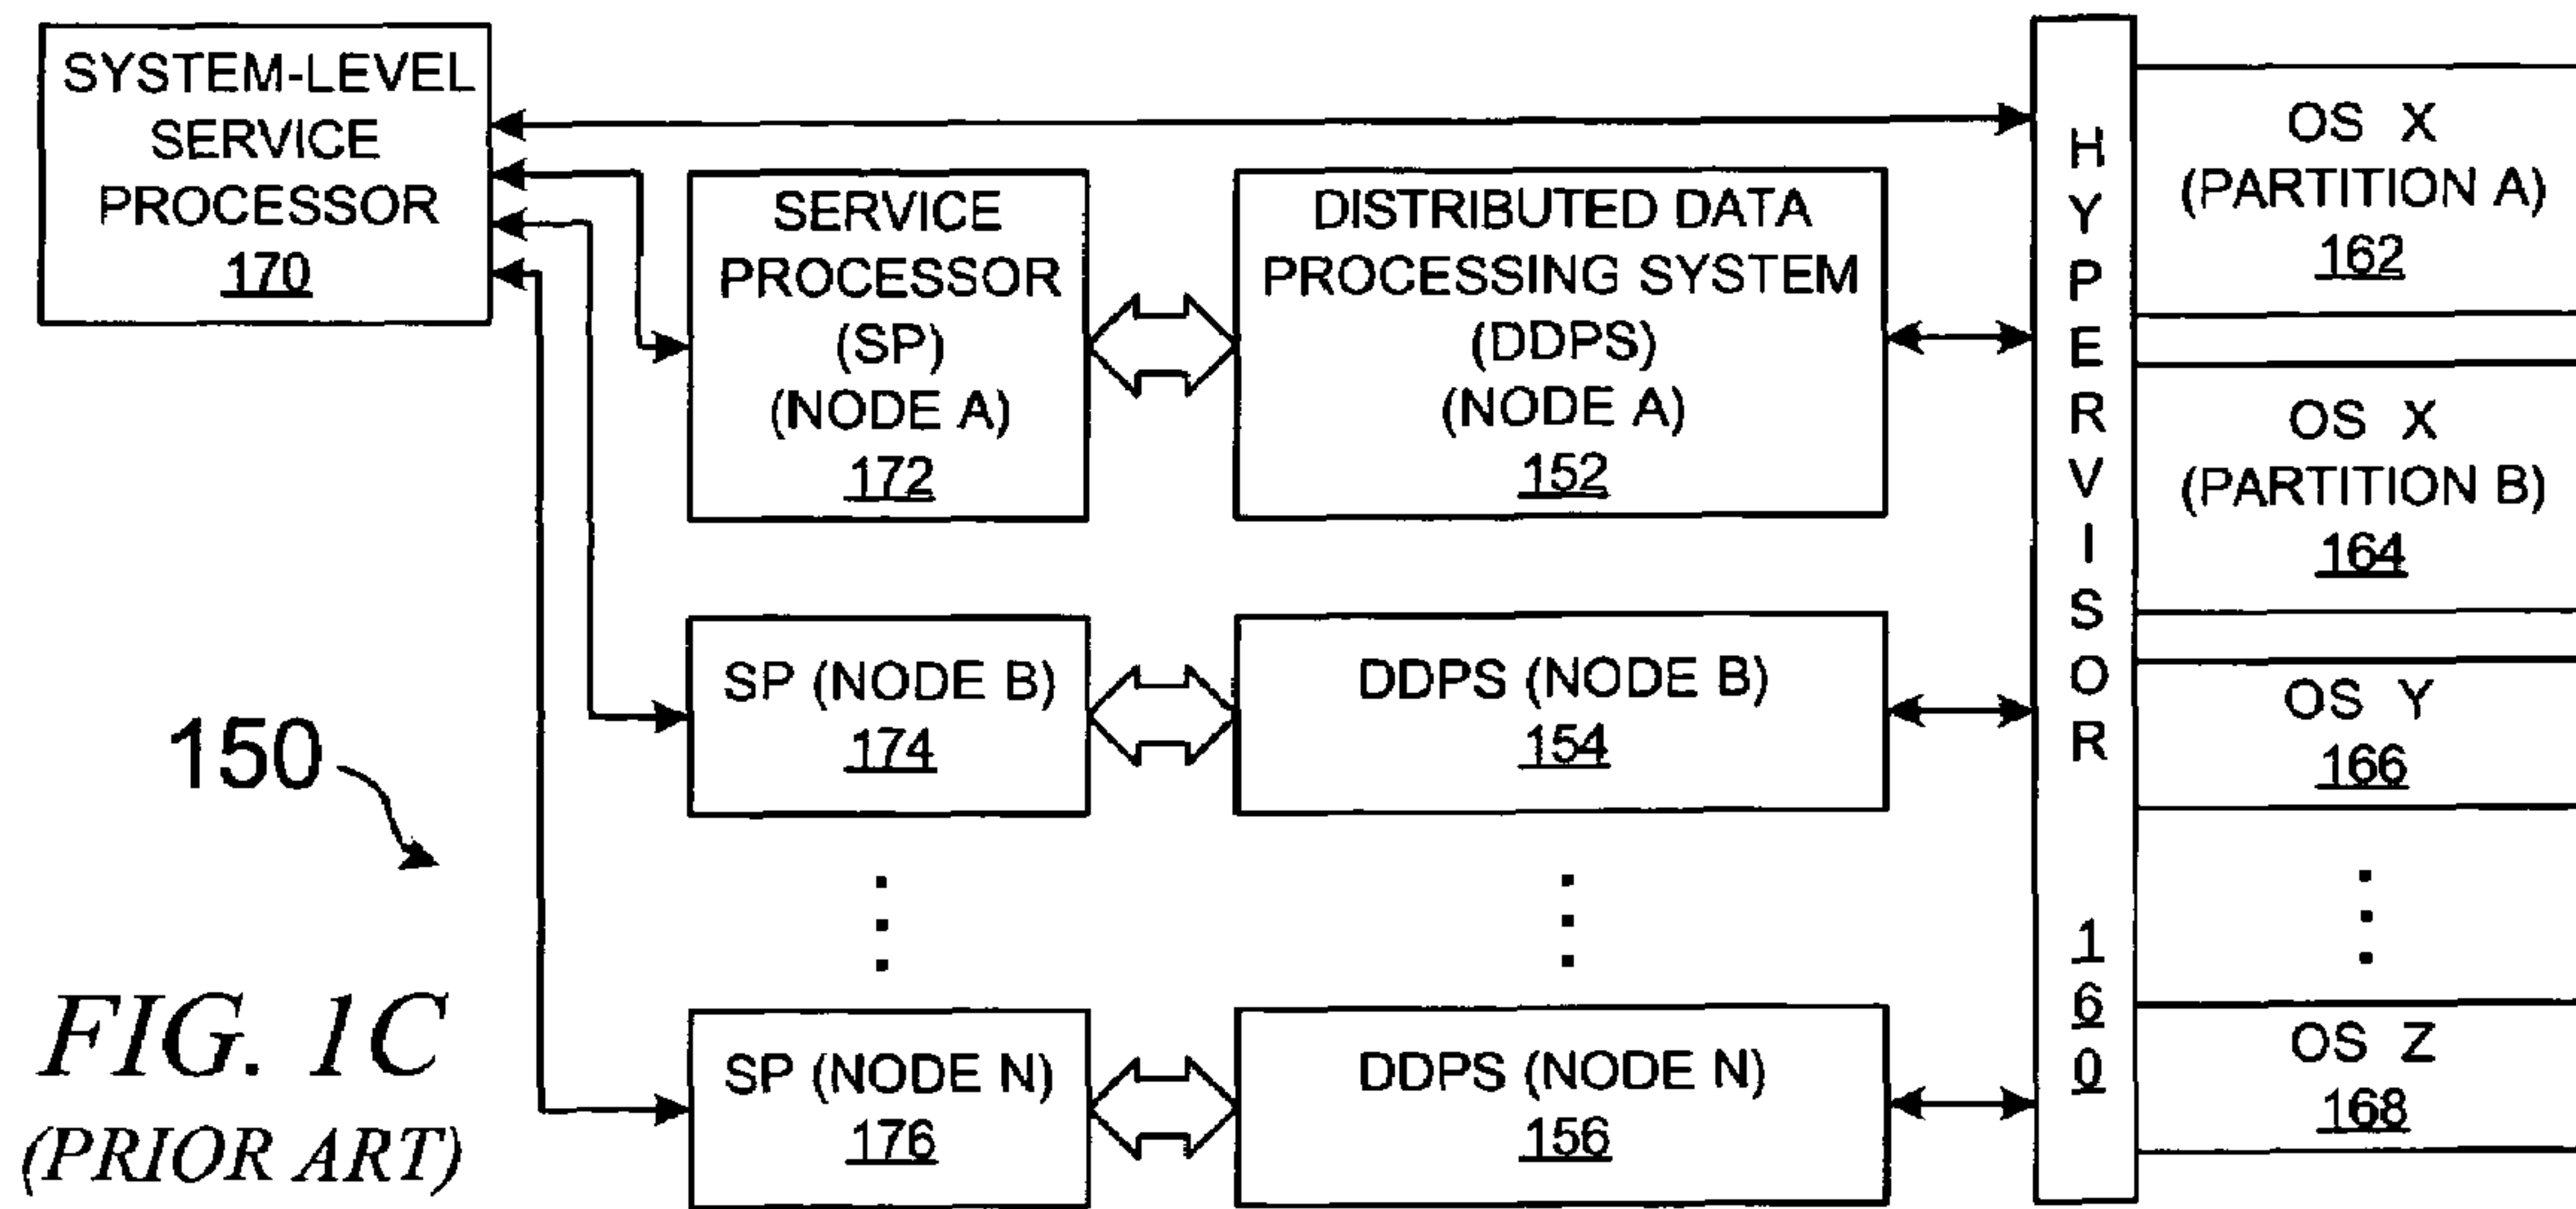 SYSTEM-LEVEL
SERVICE
PROCESSOR
170
SERVICE
PROCESSOR
(SP)
(NODE A)
172
DISTRIBUTED DATA
PROCESSING SYSTEM
(DDPS)
(NODE A)
152
HYPERVISOR 160
OS X
(PARTITION A)
162
OS X
(PARTITION B)
164
SP (NODE B)
174
DDPS (NODE B)
154
OS Y
166
150
SP (NODE N)
176
DDPS (NODE N)
156
OS Z
168
FIG. 1C
(PRIOR ART)